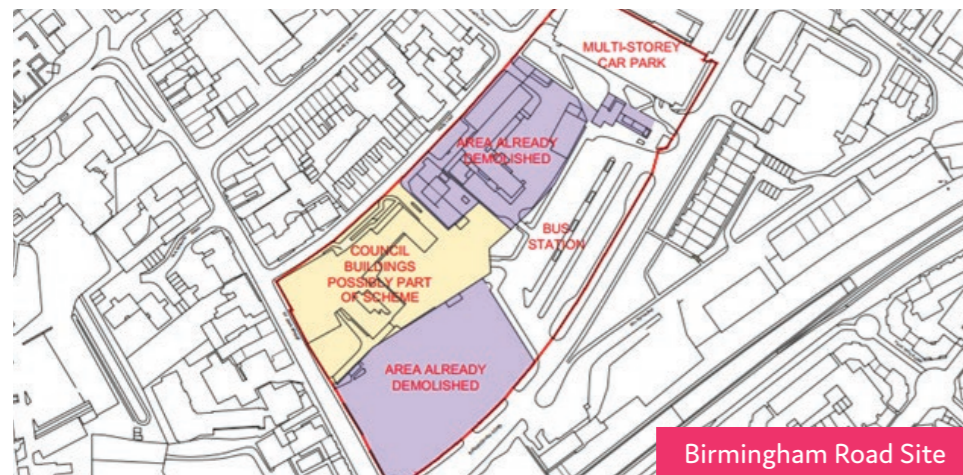 MULTI-STOREY
CAR PARK
AREA ALREADY
DEMOLISHED
BUS
STATION
COUNCIL
BUILDINGS
POSSIBLY PART
OF SCHEME
AREA ALREADY
DEMOLISHED
Birmingham Road Site